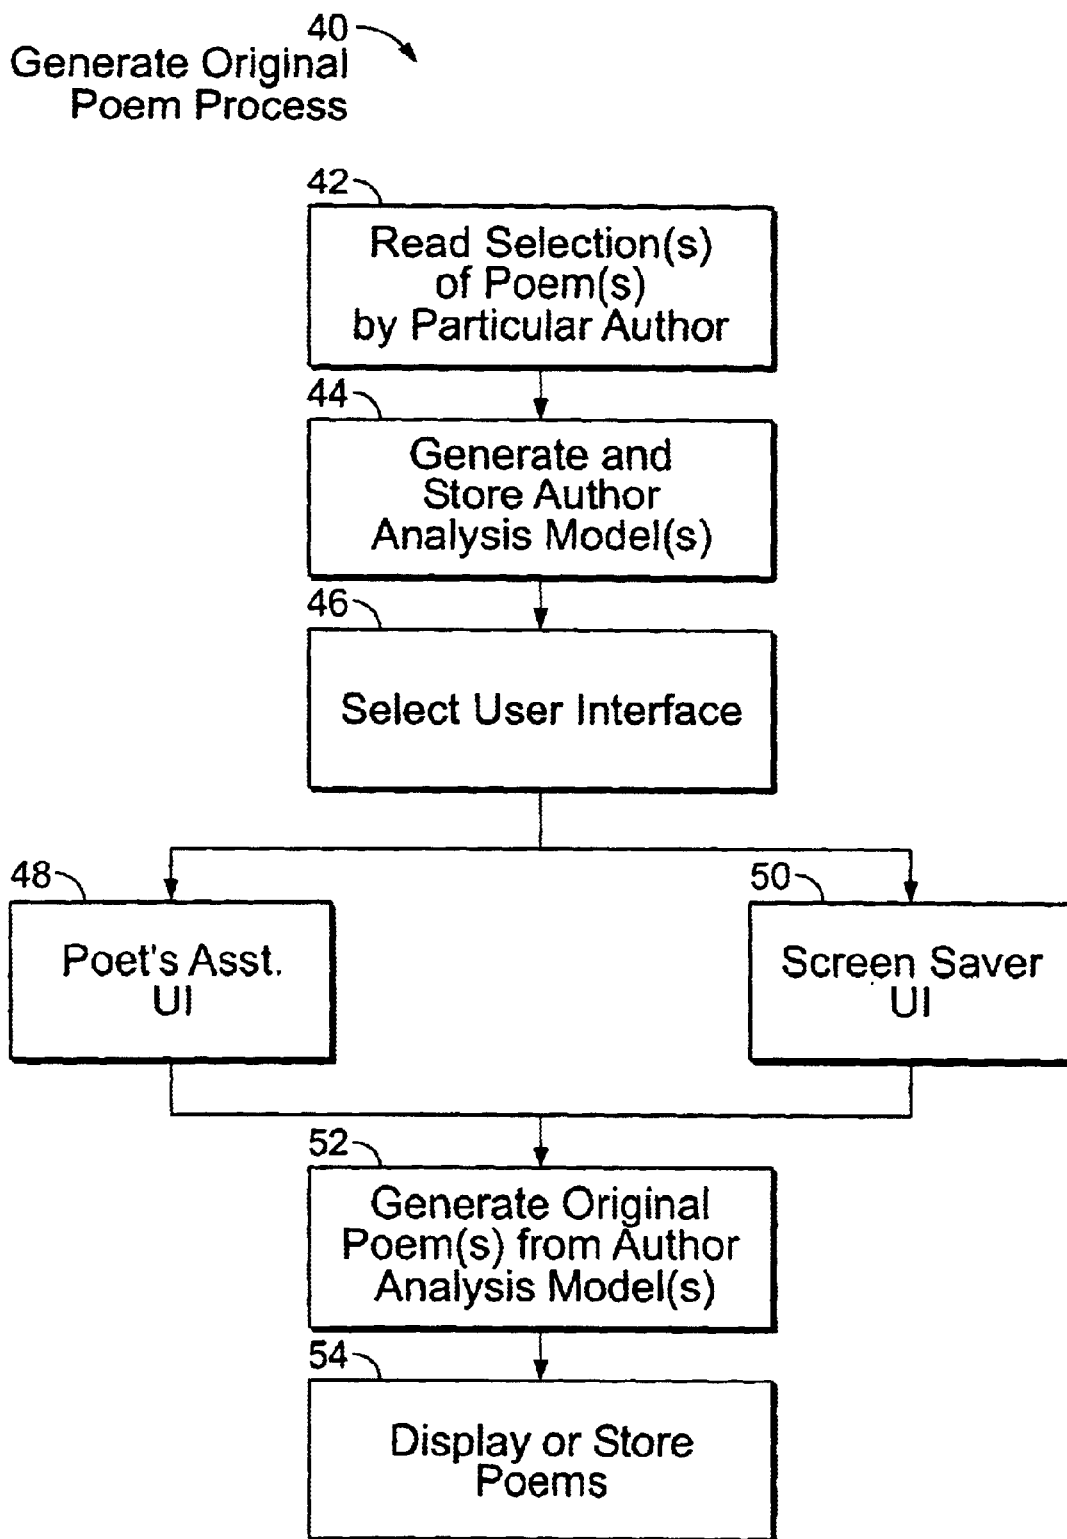 40
Generate Original
Poem Process
42
Read Selection(s)
of Poem(s)
by Particular Author
44
Generate and
Store Author
Analysis Model(s)
46
Select User Interface
48
Poet's Asst.
UI
50
Screen Saver
UI
52
Generate Original
Poem(s) from Author
Analysis Model(s)
54
Display or Store
Poems